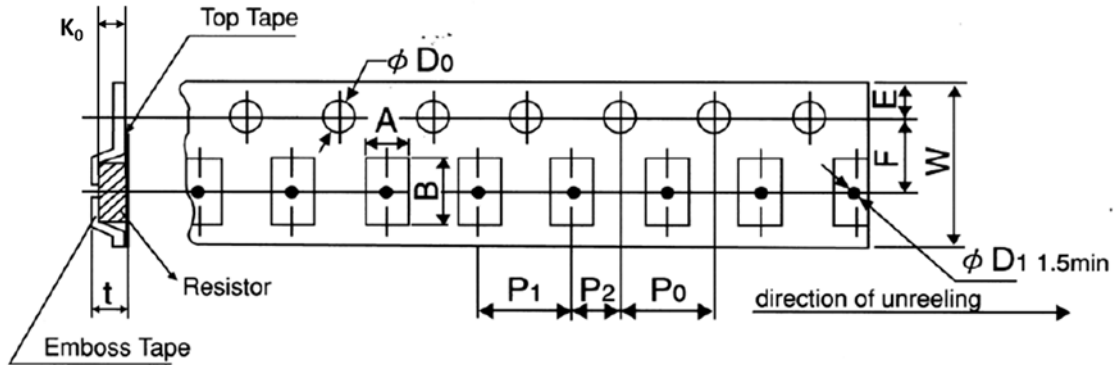 K₀
Top Tape
φ D₀
A
B
E
F
W
φ D₁ 1.5min
P₁
P₂
P₀
direction of unreeling
t
Resistor
Emboss Tape